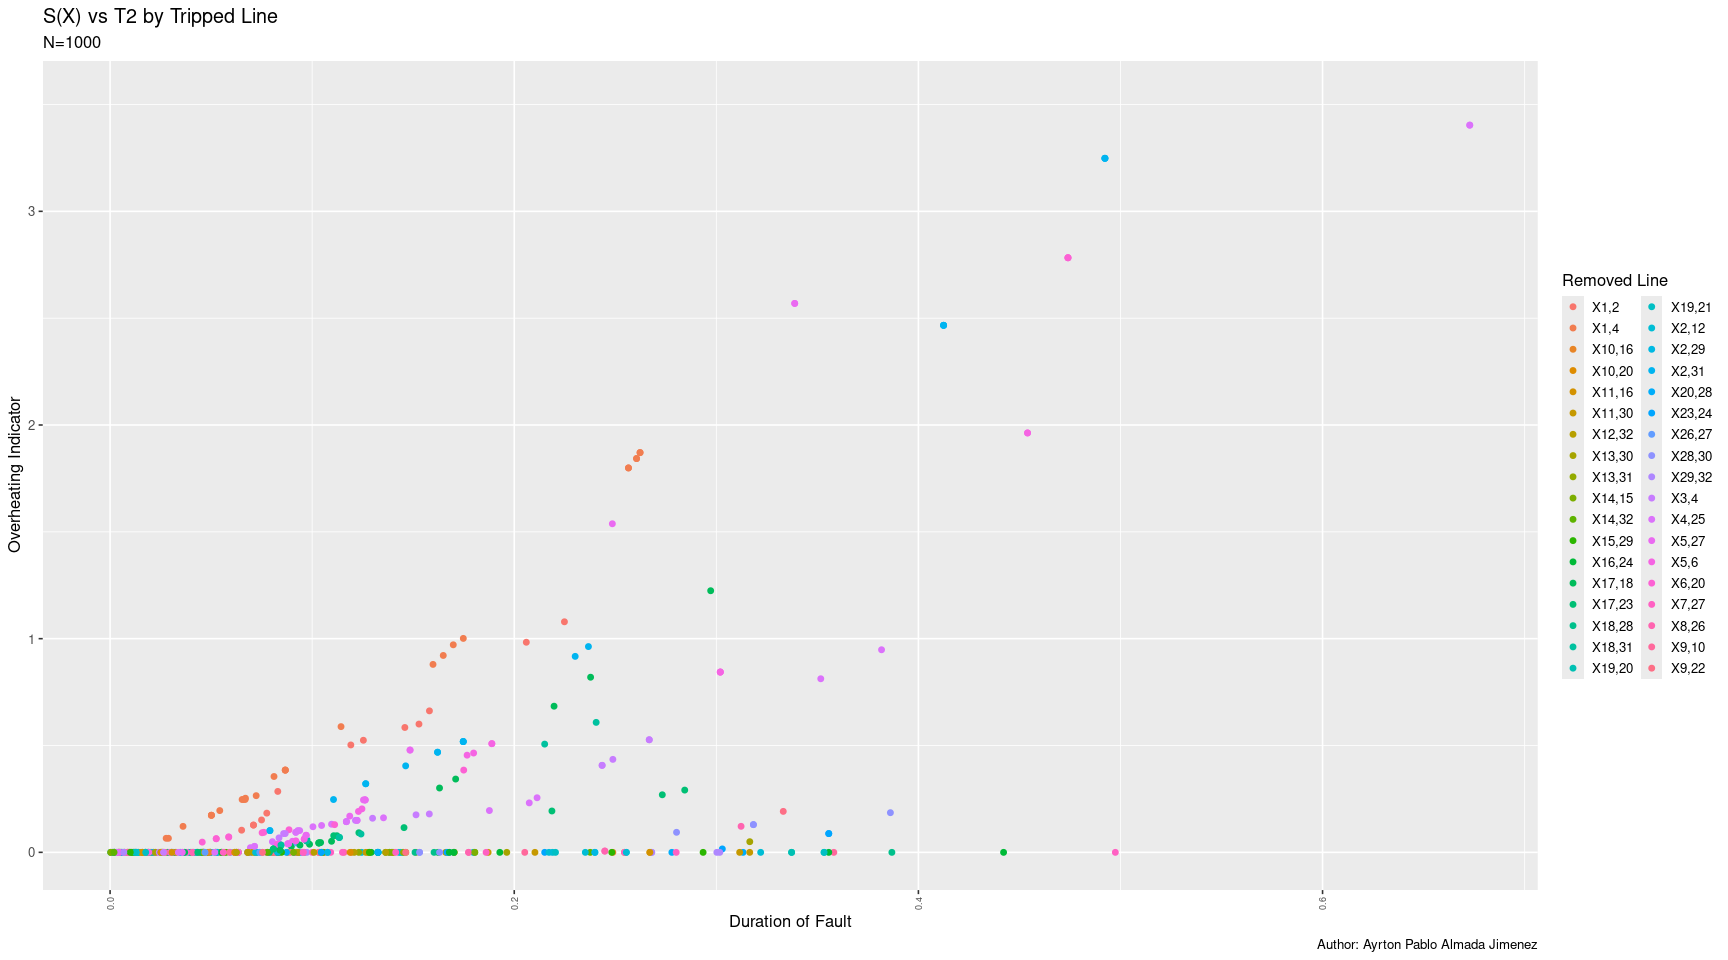 S(X) vs T2 by Tripped Line
N=1000
Overheating Indicator
3
2
1
0
0.0
0.2
0.4
0.6
Duration of Fault
Removed Line
X1,2
X1,4
X10,16
X10,20
X11,16
X11,30
X12,32
X13,30
X13,31
X14,15
X14,32
X15,29
X16,24
X17,18
X17,23
X18,28
X18,31
X19,20
X19,21
X2,12
X2,29
X2,31
X20,28
X23,24
X26,27
X28,30
X29,32
X3,4
X4,25
X5,27
X5,6
X6,20
X7,27
X8,26
X9,10
X9,22
Author: Ayrton Pablo Almada Jimenez